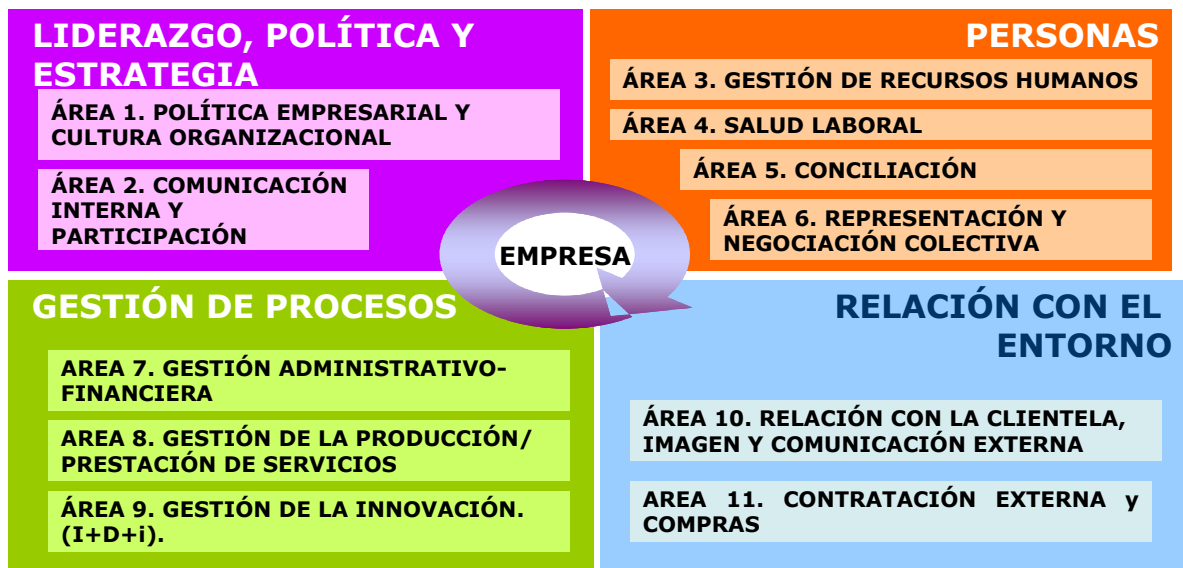 LIDERAZGO, POLÍTICA Y
ESTRATEGIA
ÁREA 1. POLÍTICA EMPRESARIAL Y
CULTURA ORGANIZACIONAL
ÁREA 2. COMUNICACIÓN
INTERNA Y
PARTICIPACIÓN
PERSONAS
ÁREA 3. GESTIÓN DE RECURSOS HUMANOS
ÁREA 4. SALUD LABORAL
ÁREA 5. CONCILIACIÓN
ÁREA 6. REPRESENTACIÓN Y
NEGOCIACIÓN COLECTIVA
EMPRESA
GESTIÓN DE PROCESOS
AREA 7. GESTIÓN ADMINISTRATIVO-
FINANCIERA
AREA 8. GESTIÓN DE LA PRODUCCIÓN/
PRESTACIÓN DE SERVICIOS
ÁREA 9. GESTIÓN DE LA INNOVACIÓN.
(I+D+i).
RELACIÓN CON EL
ENTORNO
ÁREA 10. RELACIÓN CON LA CLIENTELA,
IMAGEN Y COMUNICACIÓN EXTERNA
AREA 11. CONTRATACIÓN EXTERNA y
COMPRAS